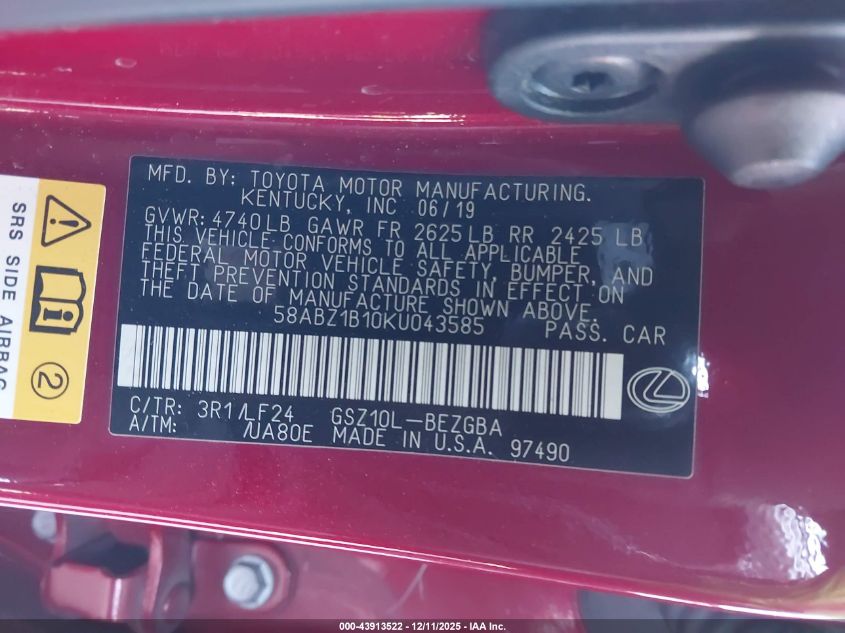 MFD. BY: TOYOTA MOTOR MANUFACTURING.
KENTUCKY, INC 06/19
GVWR: 4740LB GAWR FR 2625LB RR 2425 LB
THIS VEHICLE CONFORMS TO ALL APPLICABLE
FEDERAL MOTOR VEHICLE SAFETY, BUMPER, AND
THEFT PREVENTION STANDARDS IN EFFECT ON
THE DATE OF MANUFACTURE SHOWN ABOVE.
58ABZ1B10KU043585 PASS. CAR
C/TR: 3R1/LF24 GSZ10L-BEZGBA
A/TM: /UA80E MADE IN U.S.A. 97490
SRS SIDE AIRBAG
2
000-43913522 - 12/11/2025 - IAA Inc.